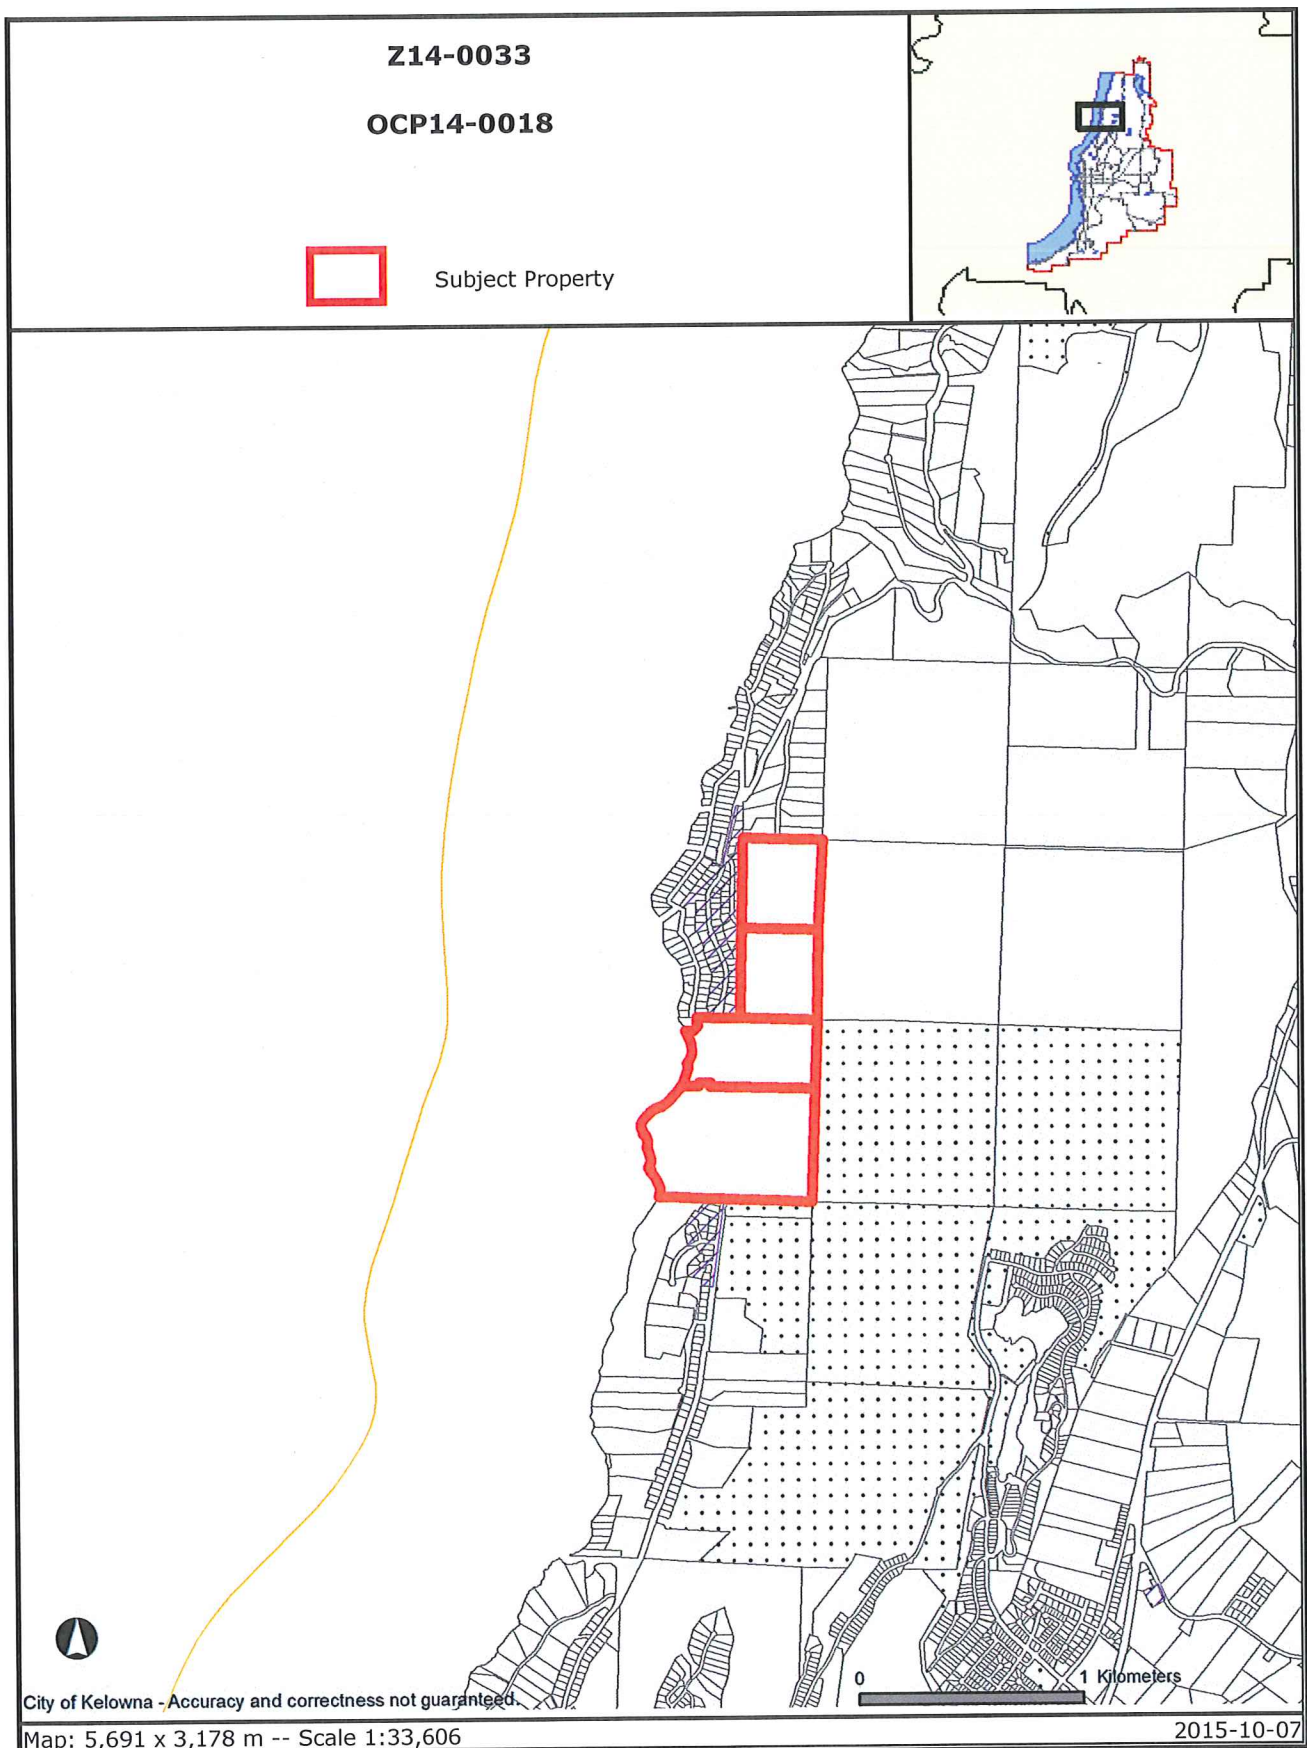 Z14-0033
OCP14-0018
Subject Property
0 1 Kilometers
City of Kelowna - Accuracy and correctness not guaranteed.
Map: 5,691 x 3,178 m -- Scale 1:33,606
2015-10-07